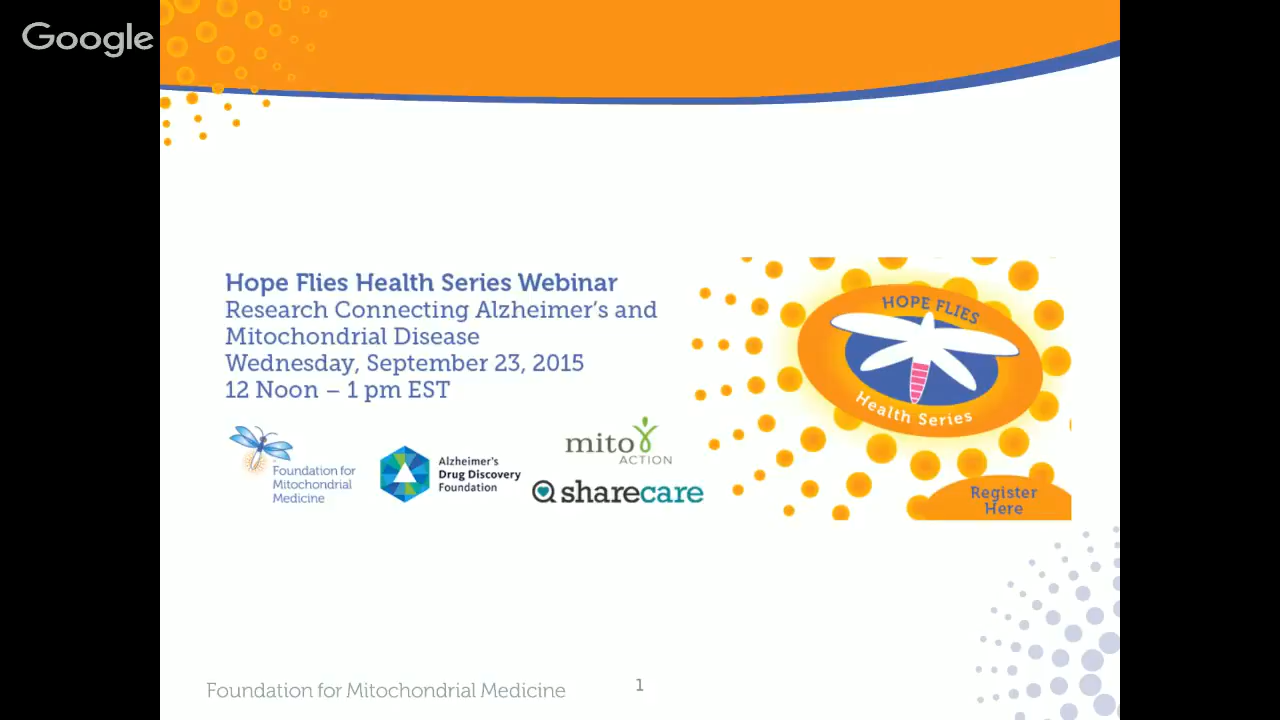 Google
Hope Flies Health Series Webinar
Research Connecting Alzheimer's and
Mitochondrial Disease
Wednesday, September 23, 2015
12 Noon – 1 pm EST
Foundation for
Mitochondrial
Medicine
Alzheimer's
Drug Discovery
Foundation
mito
ACTION
sharecare
HOPE FLIES
Health Series
Register
Here
Foundation for Mitochondrial Medicine
1